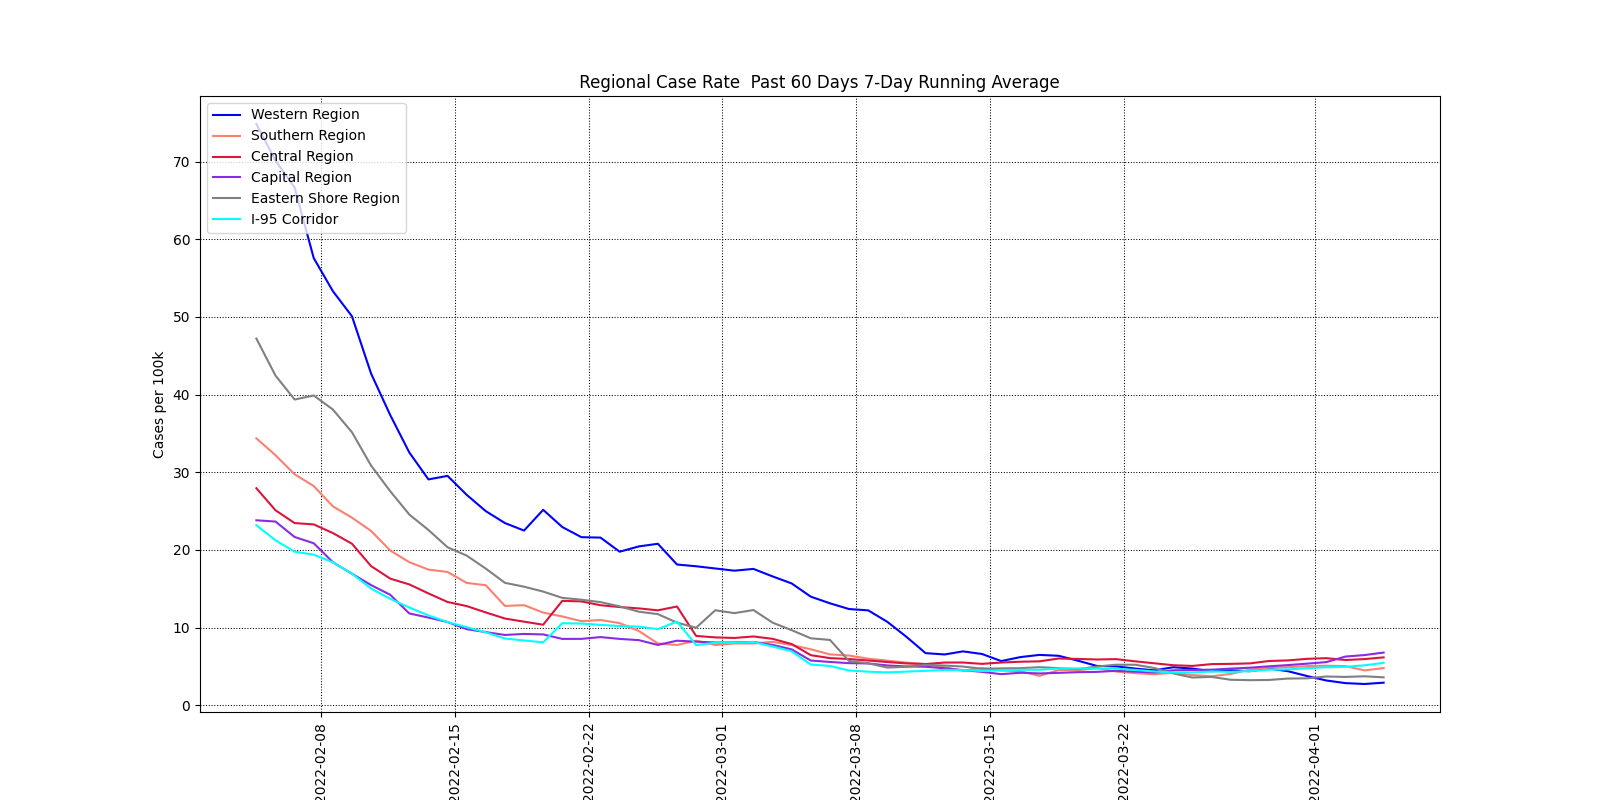 Regional Case Rate  Past 60 Days 7-Day Running Average
Western Region
Southern Region
Central Region
Capital Region
Eastern Shore Region
I-95 Corridor
Cases per 100k
70
60
50
40
30
20
10
0
2022-02-08
2022-02-15
2022-02-22
2022-03-01
2022-03-08
2022-03-15
2022-03-22
2022-04-01